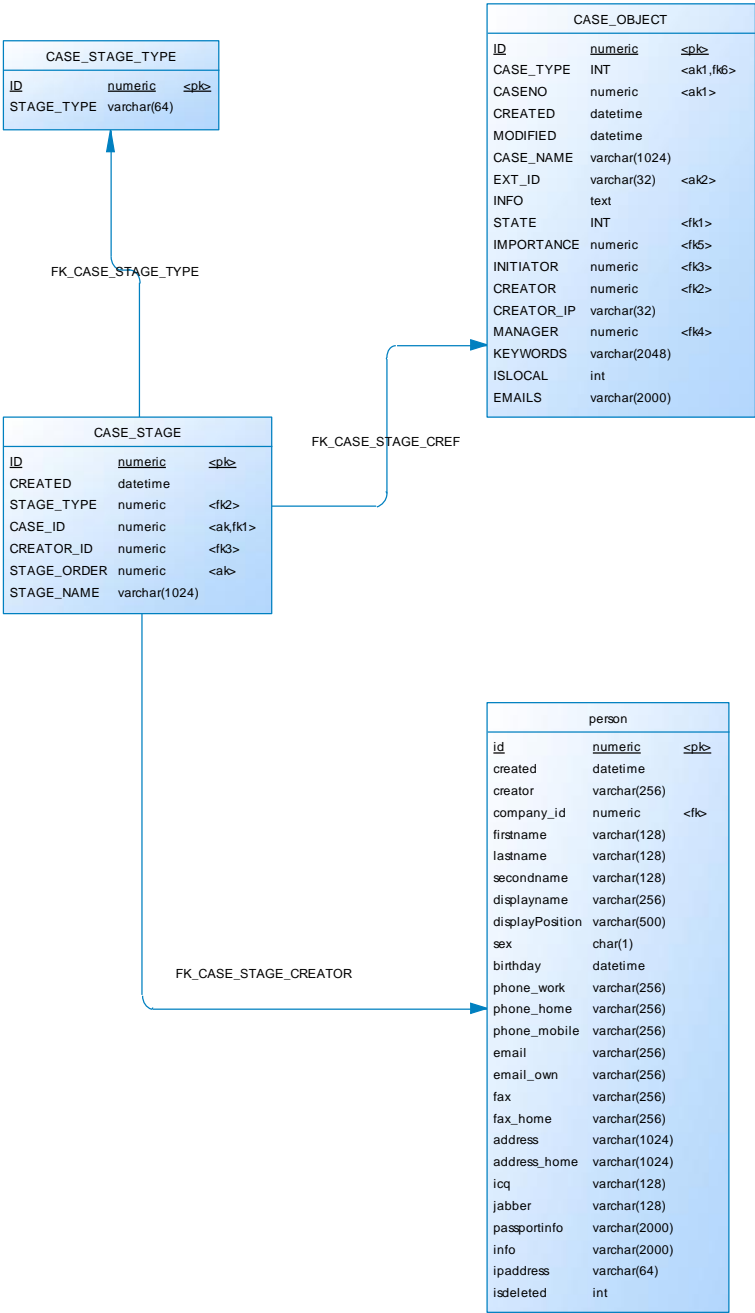 CASE_STAGE_TYPE
ID numeric <pk>
STAGE_TYPE varchar(64)
CASE_OBJECT
ID numeric <pk>
CASE_TYPE INT <ak1,fk6>
CASENO numeric <ak1>
CREATED datetime
MODIFIED datetime
CASE_NAME varchar(1024)
EXT_ID varchar(32) <ak2>
INFO text
STATE INT <fk1>
IMPORTANCE numeric <fk5>
INITIATOR numeric <fk3>
CREATOR numeric <fk2>
CREATOR_IP varchar(32)
MANAGER numeric <fk4>
KEYWORDS varchar(2048)
ISLOCAL int
EMAILS varchar(2000)
FK_CASE_STAGE_TYPE
FK_CASE_STAGE_CREF
CASE_STAGE
ID numeric <pk>
CREATED datetime
STAGE_TYPE numeric <fk2>
CASE_ID numeric <ak,fk1>
CREATOR_ID numeric <fk3>
STAGE_ORDER numeric <ak>
STAGE_NAME varchar(1024)
FK_CASE_STAGE_CREATOR
person
id numeric <pk>
created datetime
creator varchar(256)
company_id numeric <fk>
firstname varchar(128)
lastname varchar(128)
secondname varchar(128)
displayname varchar(256)
displayPosition varchar(500)
sex char(1)
birthday datetime
phone_work varchar(256)
phone_home varchar(256)
phone_mobile varchar(256)
email varchar(256)
email_own varchar(256)
fax varchar(256)
fax_home varchar(256)
address varchar(1024)
address_home varchar(1024)
icq varchar(128)
jabber varchar(128)
passportinfo varchar(2000)
info varchar(2000)
ipaddress varchar(64)
isdeleted int